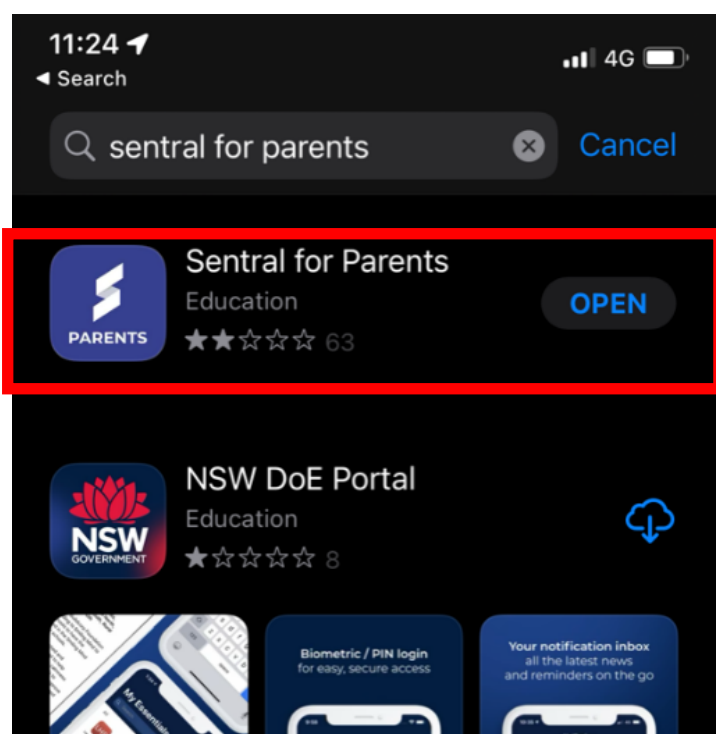 11:24
4G
Search
sentral for parents
Cancel
Sentral for Parents
Education
OPEN
PARENTS
63
NSW DoE Portal
Education
NSW
GOVERNMENT
8
Biometric / PIN login
for easy, secure access
Your notification inbox
all the latest news
and reminders on the go
My Essentials